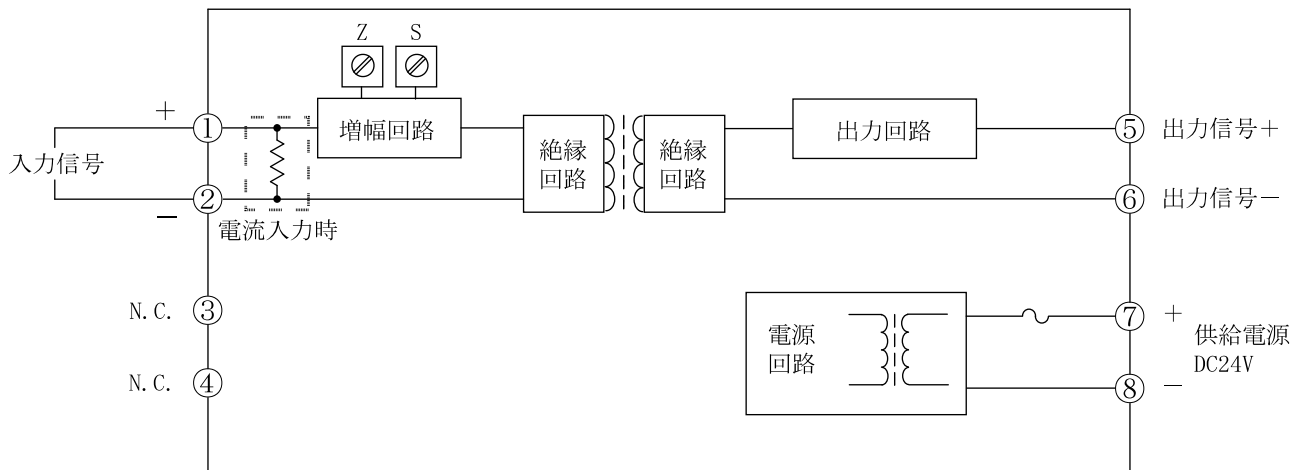 Z
S
+
①
増幅回路
出力回路
⑤
出力信号+
入力信号
絶縁
回路
絶縁
回路
②
−
⑥
出力信号−
電流入力時
N.C.
③
N.C.
④
電源
回路
⑦
+
供給電源
DC24V
⑧
−